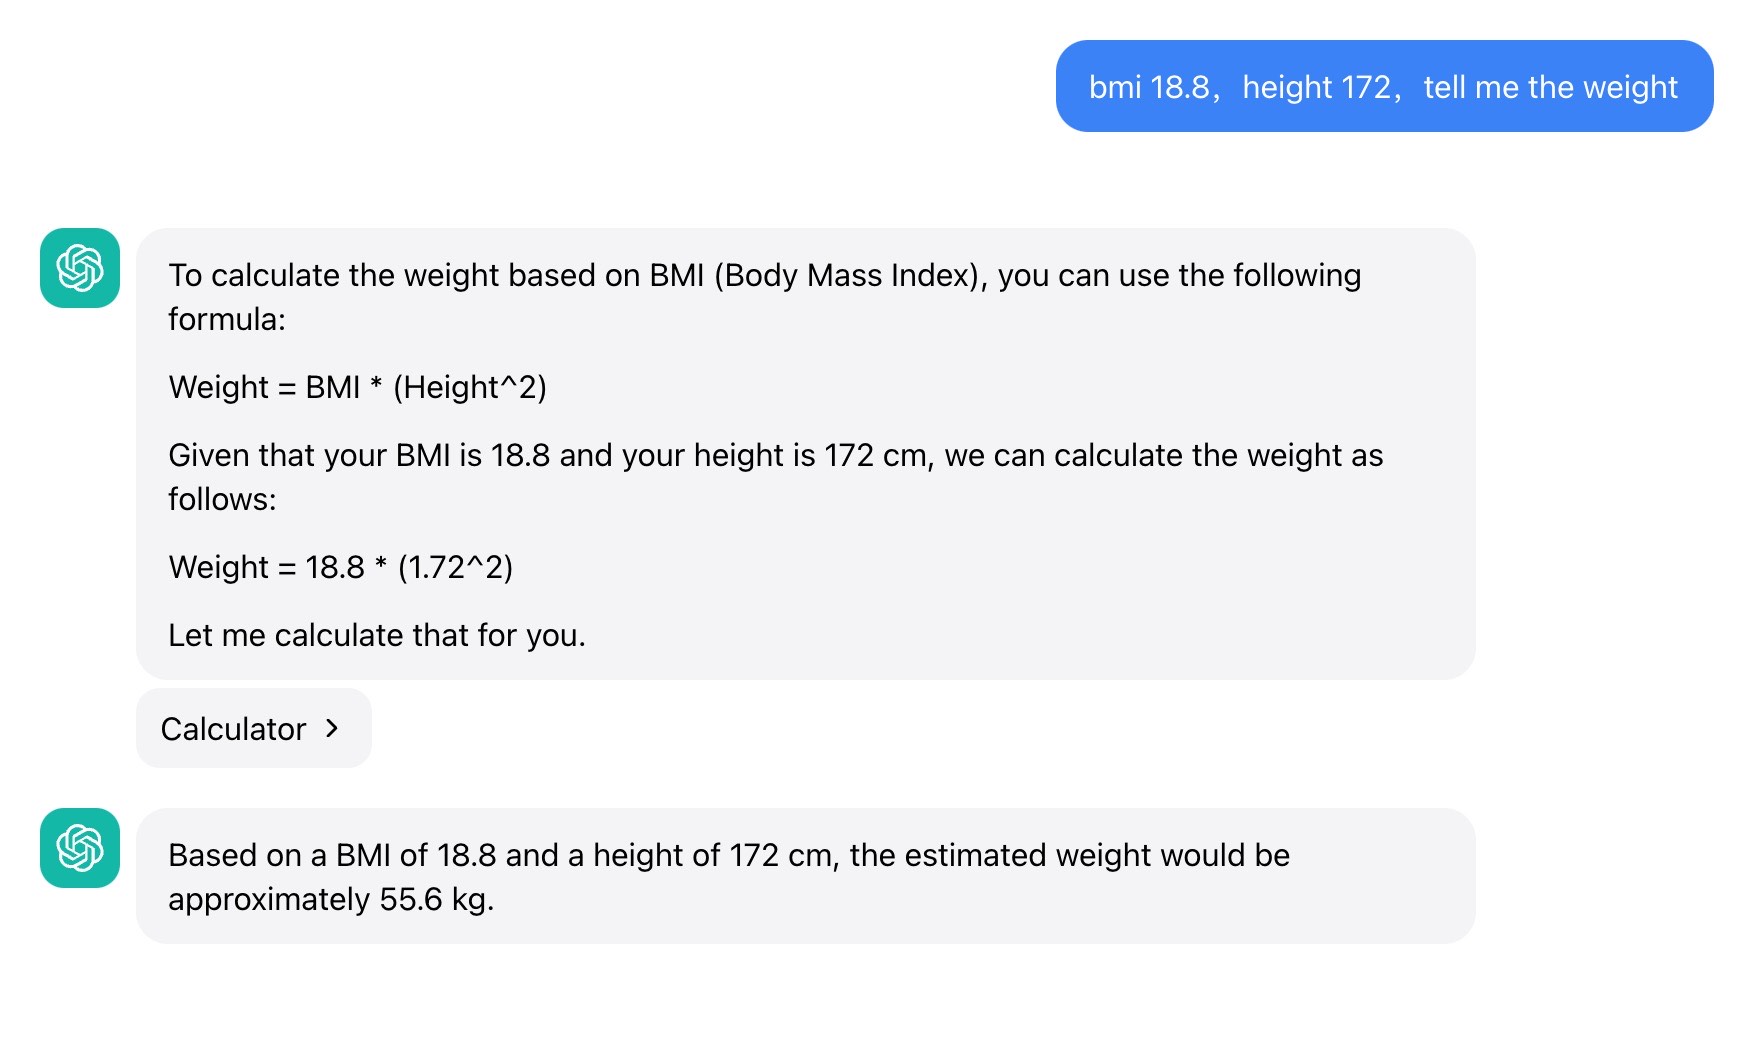 bmi 18.8，height 172，tell me the weight
To calculate the weight based on BMI (Body Mass Index), you can use the following
formula:
Weight = BMI * (Height^2)
Given that your BMI is 18.8 and your height is 172 cm, we can calculate the weight as
follows:
Weight = 18.8 * (1.72^2)
Let me calculate that for you.
Calculator >
Based on a BMI of 18.8 and a height of 172 cm, the estimated weight would be
approximately 55.6 kg.